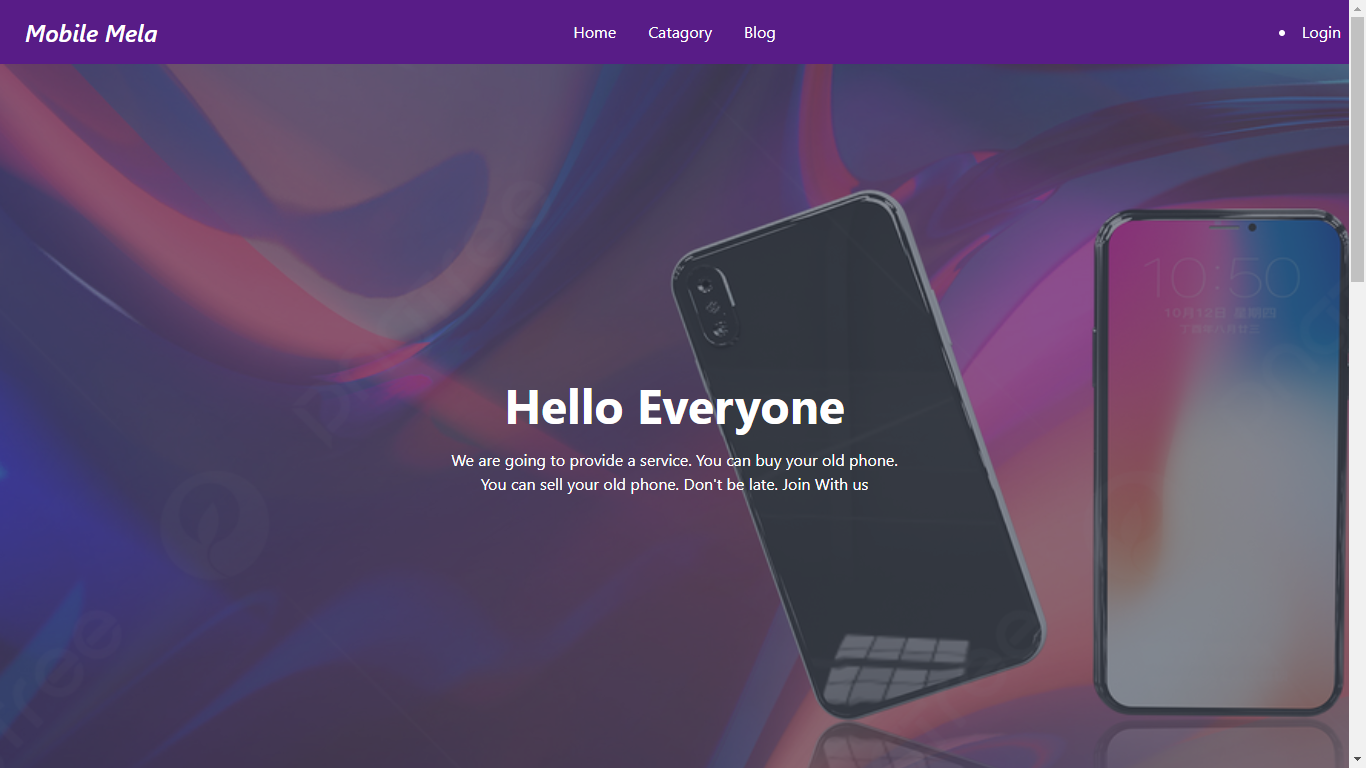 Mobile Mela
Home
Catagory
Blog
Login
10:50
10月12日 星期四
Hello Everyone
We are going to provide a service. You can buy your old phone.
You can sell your old phone. Don't be late. Join With us